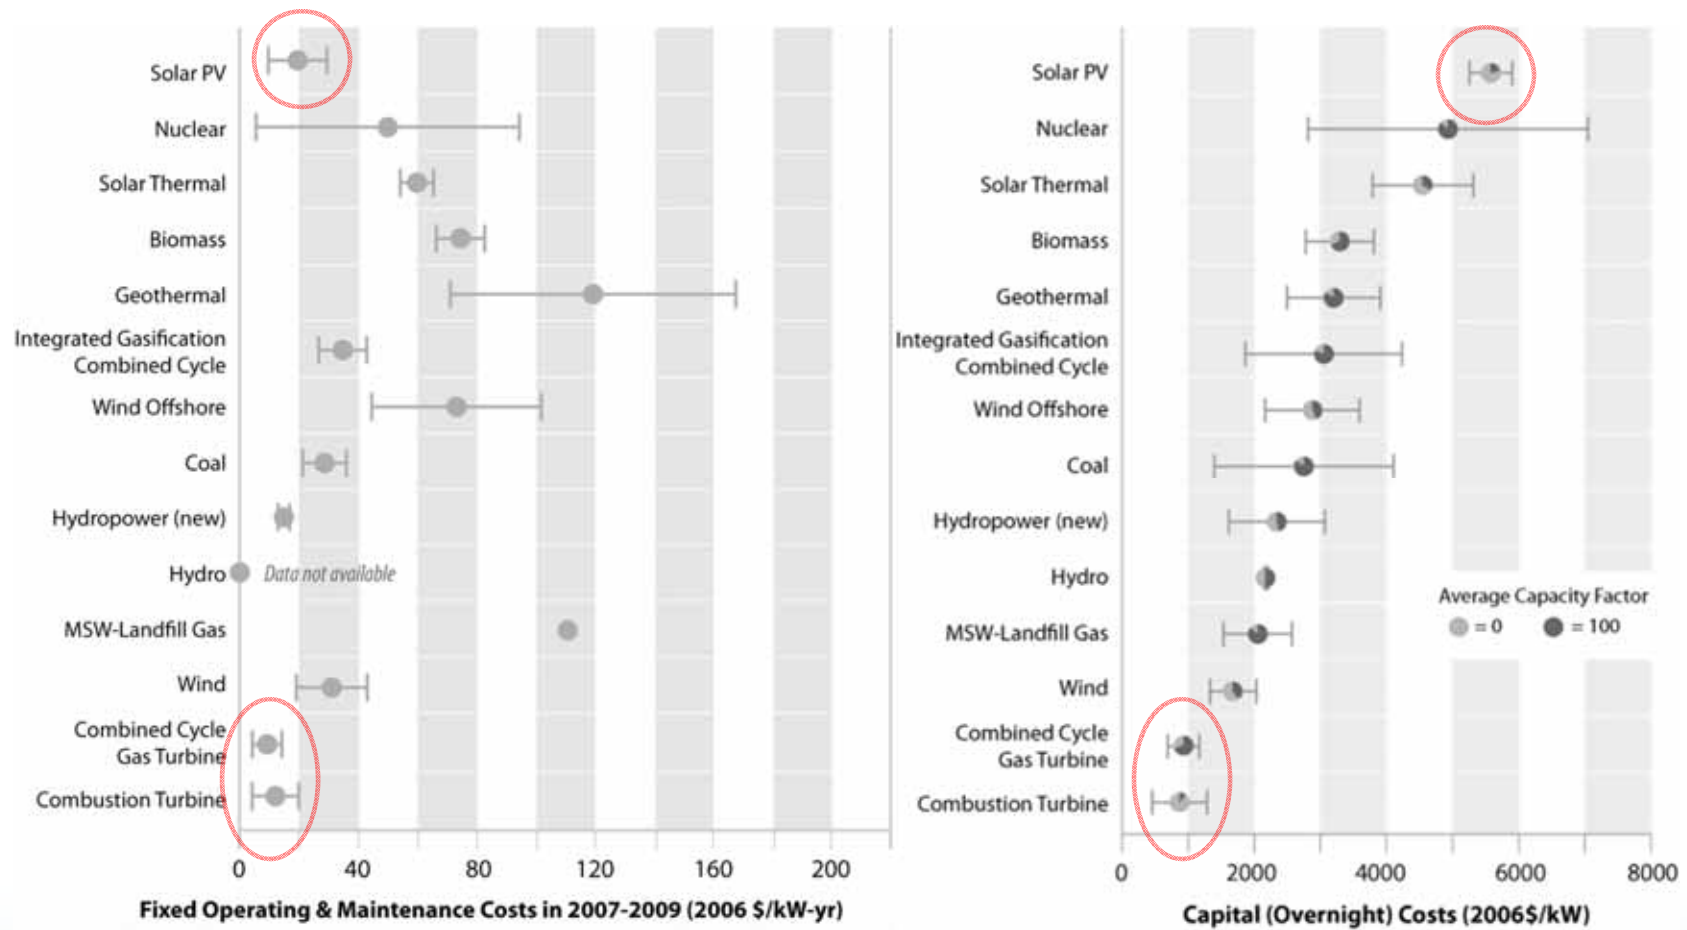 Solar PV
Nuclear
Solar Thermal
Biomass
Geothermal
Integrated Gasification
Combined Cycle
Wind Offshore
Coal
Hydropower (new)
Hydro
Data not available
MSW-Landfill Gas
Wind
Combined Cycle
Gas Turbine
Combustion Turbine
0 40 80 120 160 200
Fixed Operating & Maintenance Costs in 2007-2009 (2006 $/kW-yr)
Solar PV
Nuclear
Solar Thermal
Biomass
Geothermal
Integrated Gasification
Combined Cycle
Wind Offshore
Coal
Hydropower (new)
Hydro
MSW-Landfill Gas
Wind
Combined Cycle
Gas Turbine
Combustion Turbine
Average Capacity Factor
= 0 = 100
0 2000 4000 6000 8000
Capital (Overnight) Costs (2006$/kW)